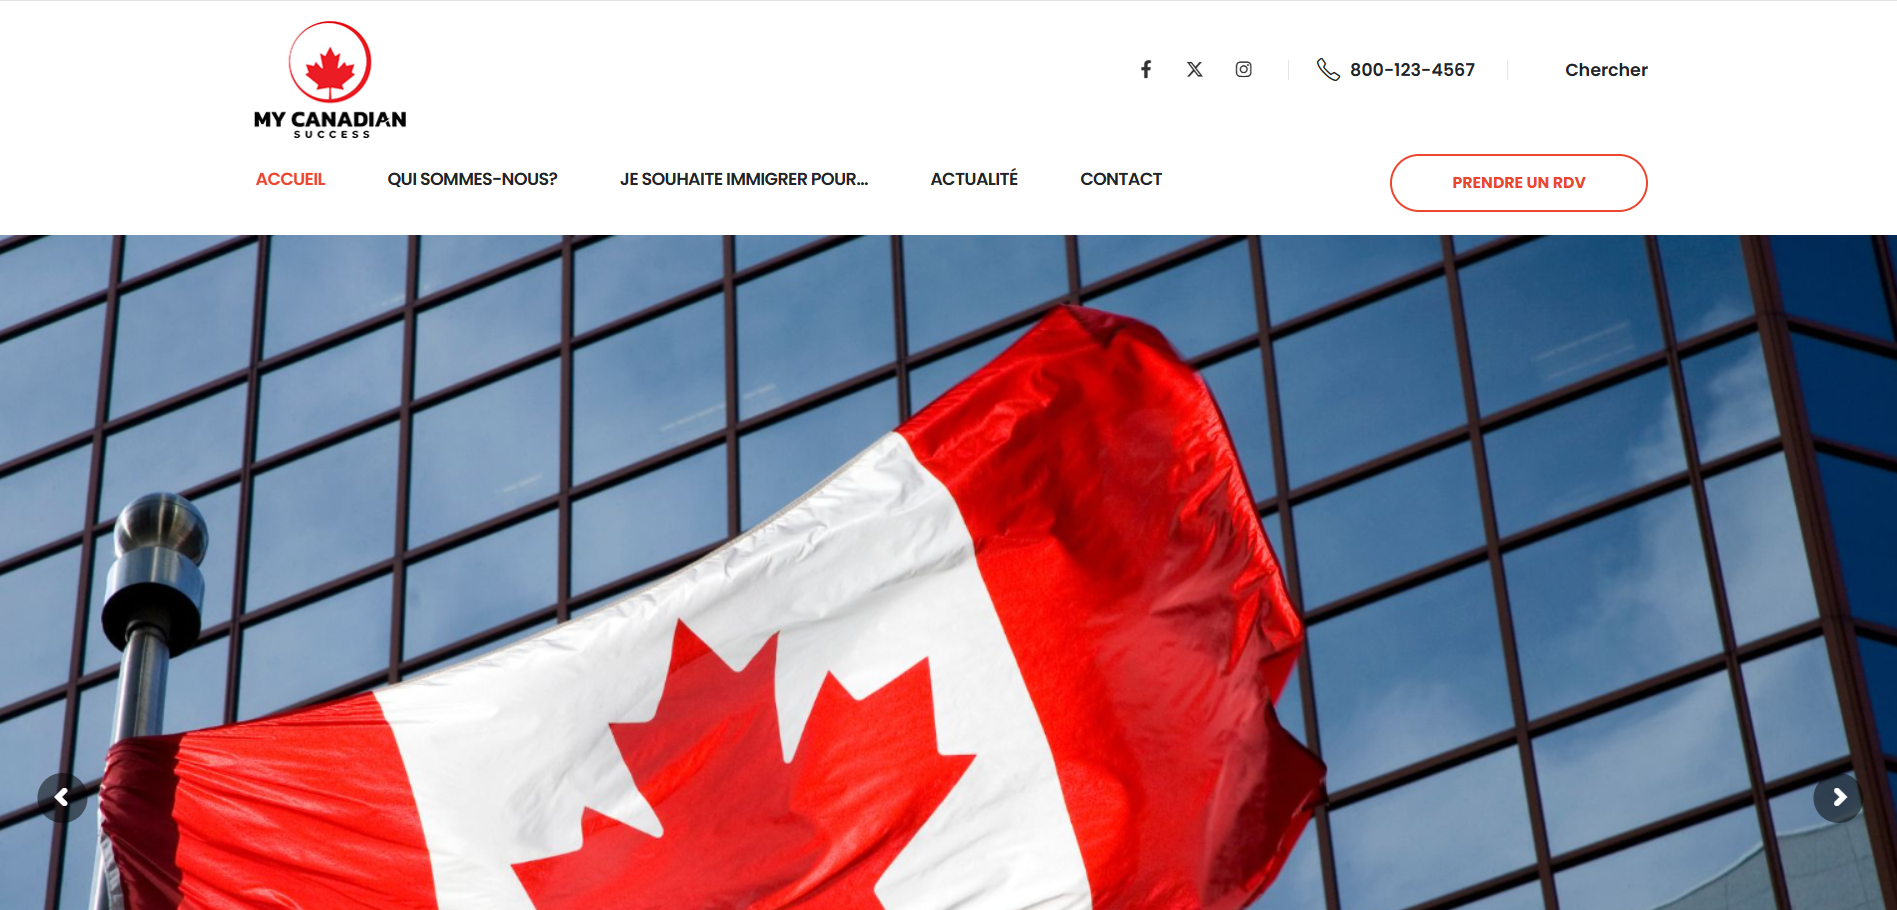 MY CANADIAN
SUCCESS
800-123-4567
Chercher
ACCUEIL
QUI SOMMES-NOUS?
JE SOUHAITE IMMIGRER POUR...
ACTUALITÉ
CONTACT
PRENDRE UN RDV